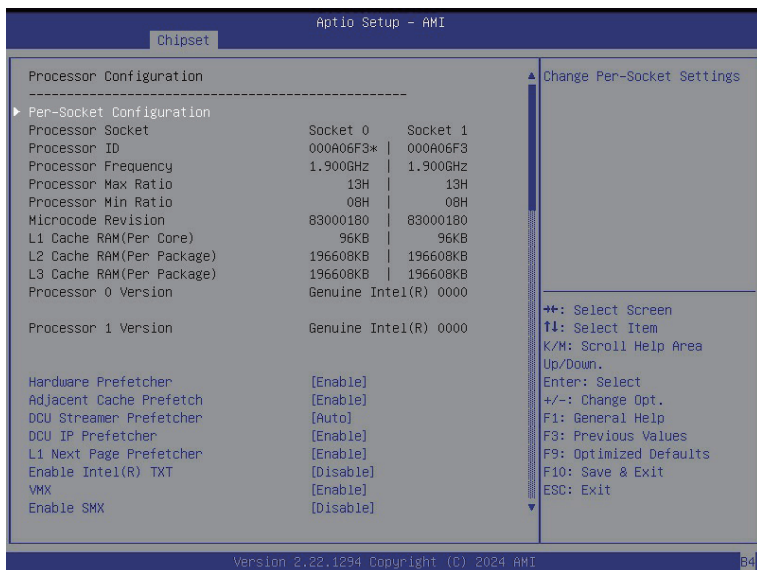 Aptio Setup – AMI
Chipset
Processor Configuration
--------------------------------------------------
Per-Socket Configuration
Processor Socket Socket 0 Socket 1
Processor ID 000A06F3* | 000A06F3
Processor Frequency 1.900GHz | 1.900GHz
Processor Max Ratio 13H | 13H
Processor Min Ratio 08H | 08H
Microcode Revision 83000180 | 83000180
L1 Cache RAM(Per Core) 96KB | 96KB
L2 Cache RAM(Per Package) 196608KB | 196608KB
L3 Cache RAM(Per Package) 196608KB | 196608KB
Processor 0 Version Genuine Intel(R) 0000
Processor 1 Version Genuine Intel(R) 0000
Hardware Prefetcher [Enable]
Adjacent Cache Prefetch [Enable]
DCU Streamer Prefetcher [Auto]
DCU IP Prefetcher [Enable]
L1 Next Page Prefetcher [Enable]
Enable Intel(R) TXT [Disable]
VMX [Enable]
Enable SMX [Disable]
Change Per-Socket Settings
→←: Select Screen
↑↓: Select Item
K/M: Scroll Help Area
Up/Down.
Enter: Select
+/-: Change Opt.
F1: General Help
F3: Previous Values
F9: Optimized Defaults
F10: Save & Exit
ESC: Exit
Version 2.22.1294 Copyright (C) 2024 AMI
B4